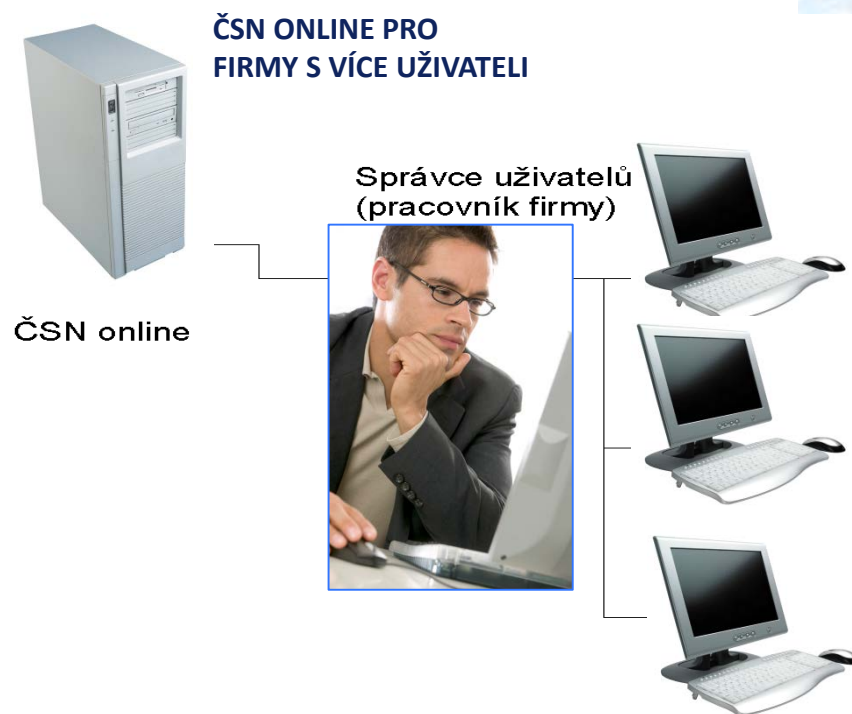 ČSN ONLINE PRO
FIRMY S VÍCE UŽIVATELI
Správce uživatelů
(pracovník firmy)
ČSN online